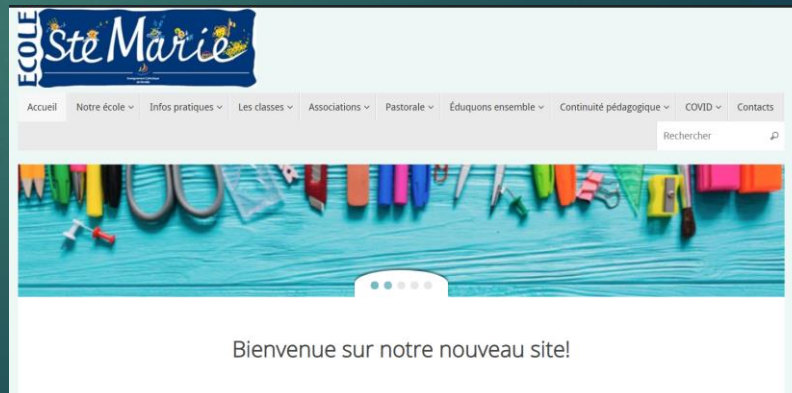 ECOLE
Ste Marie
Accueil Notre école Infos pratiques Les classes Associations Pastorale Éduquons ensemble Continuité pédagogique COVID Contacts
Rechercher
Bienvenue sur notre nouveau site!